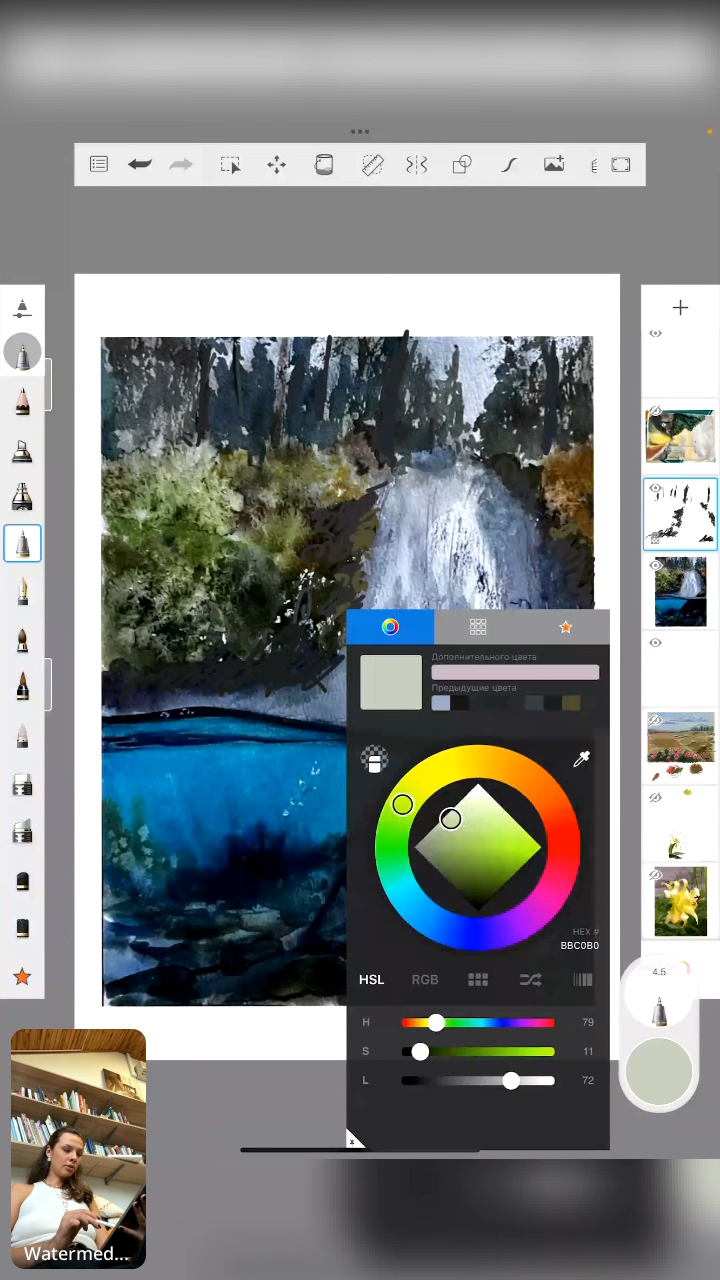 Дополнительного цвета
Предыдущие цвета
HEX #
BBC0B0
HSL
RGB
4.5
H
79
S
11
L
72
Watermed...